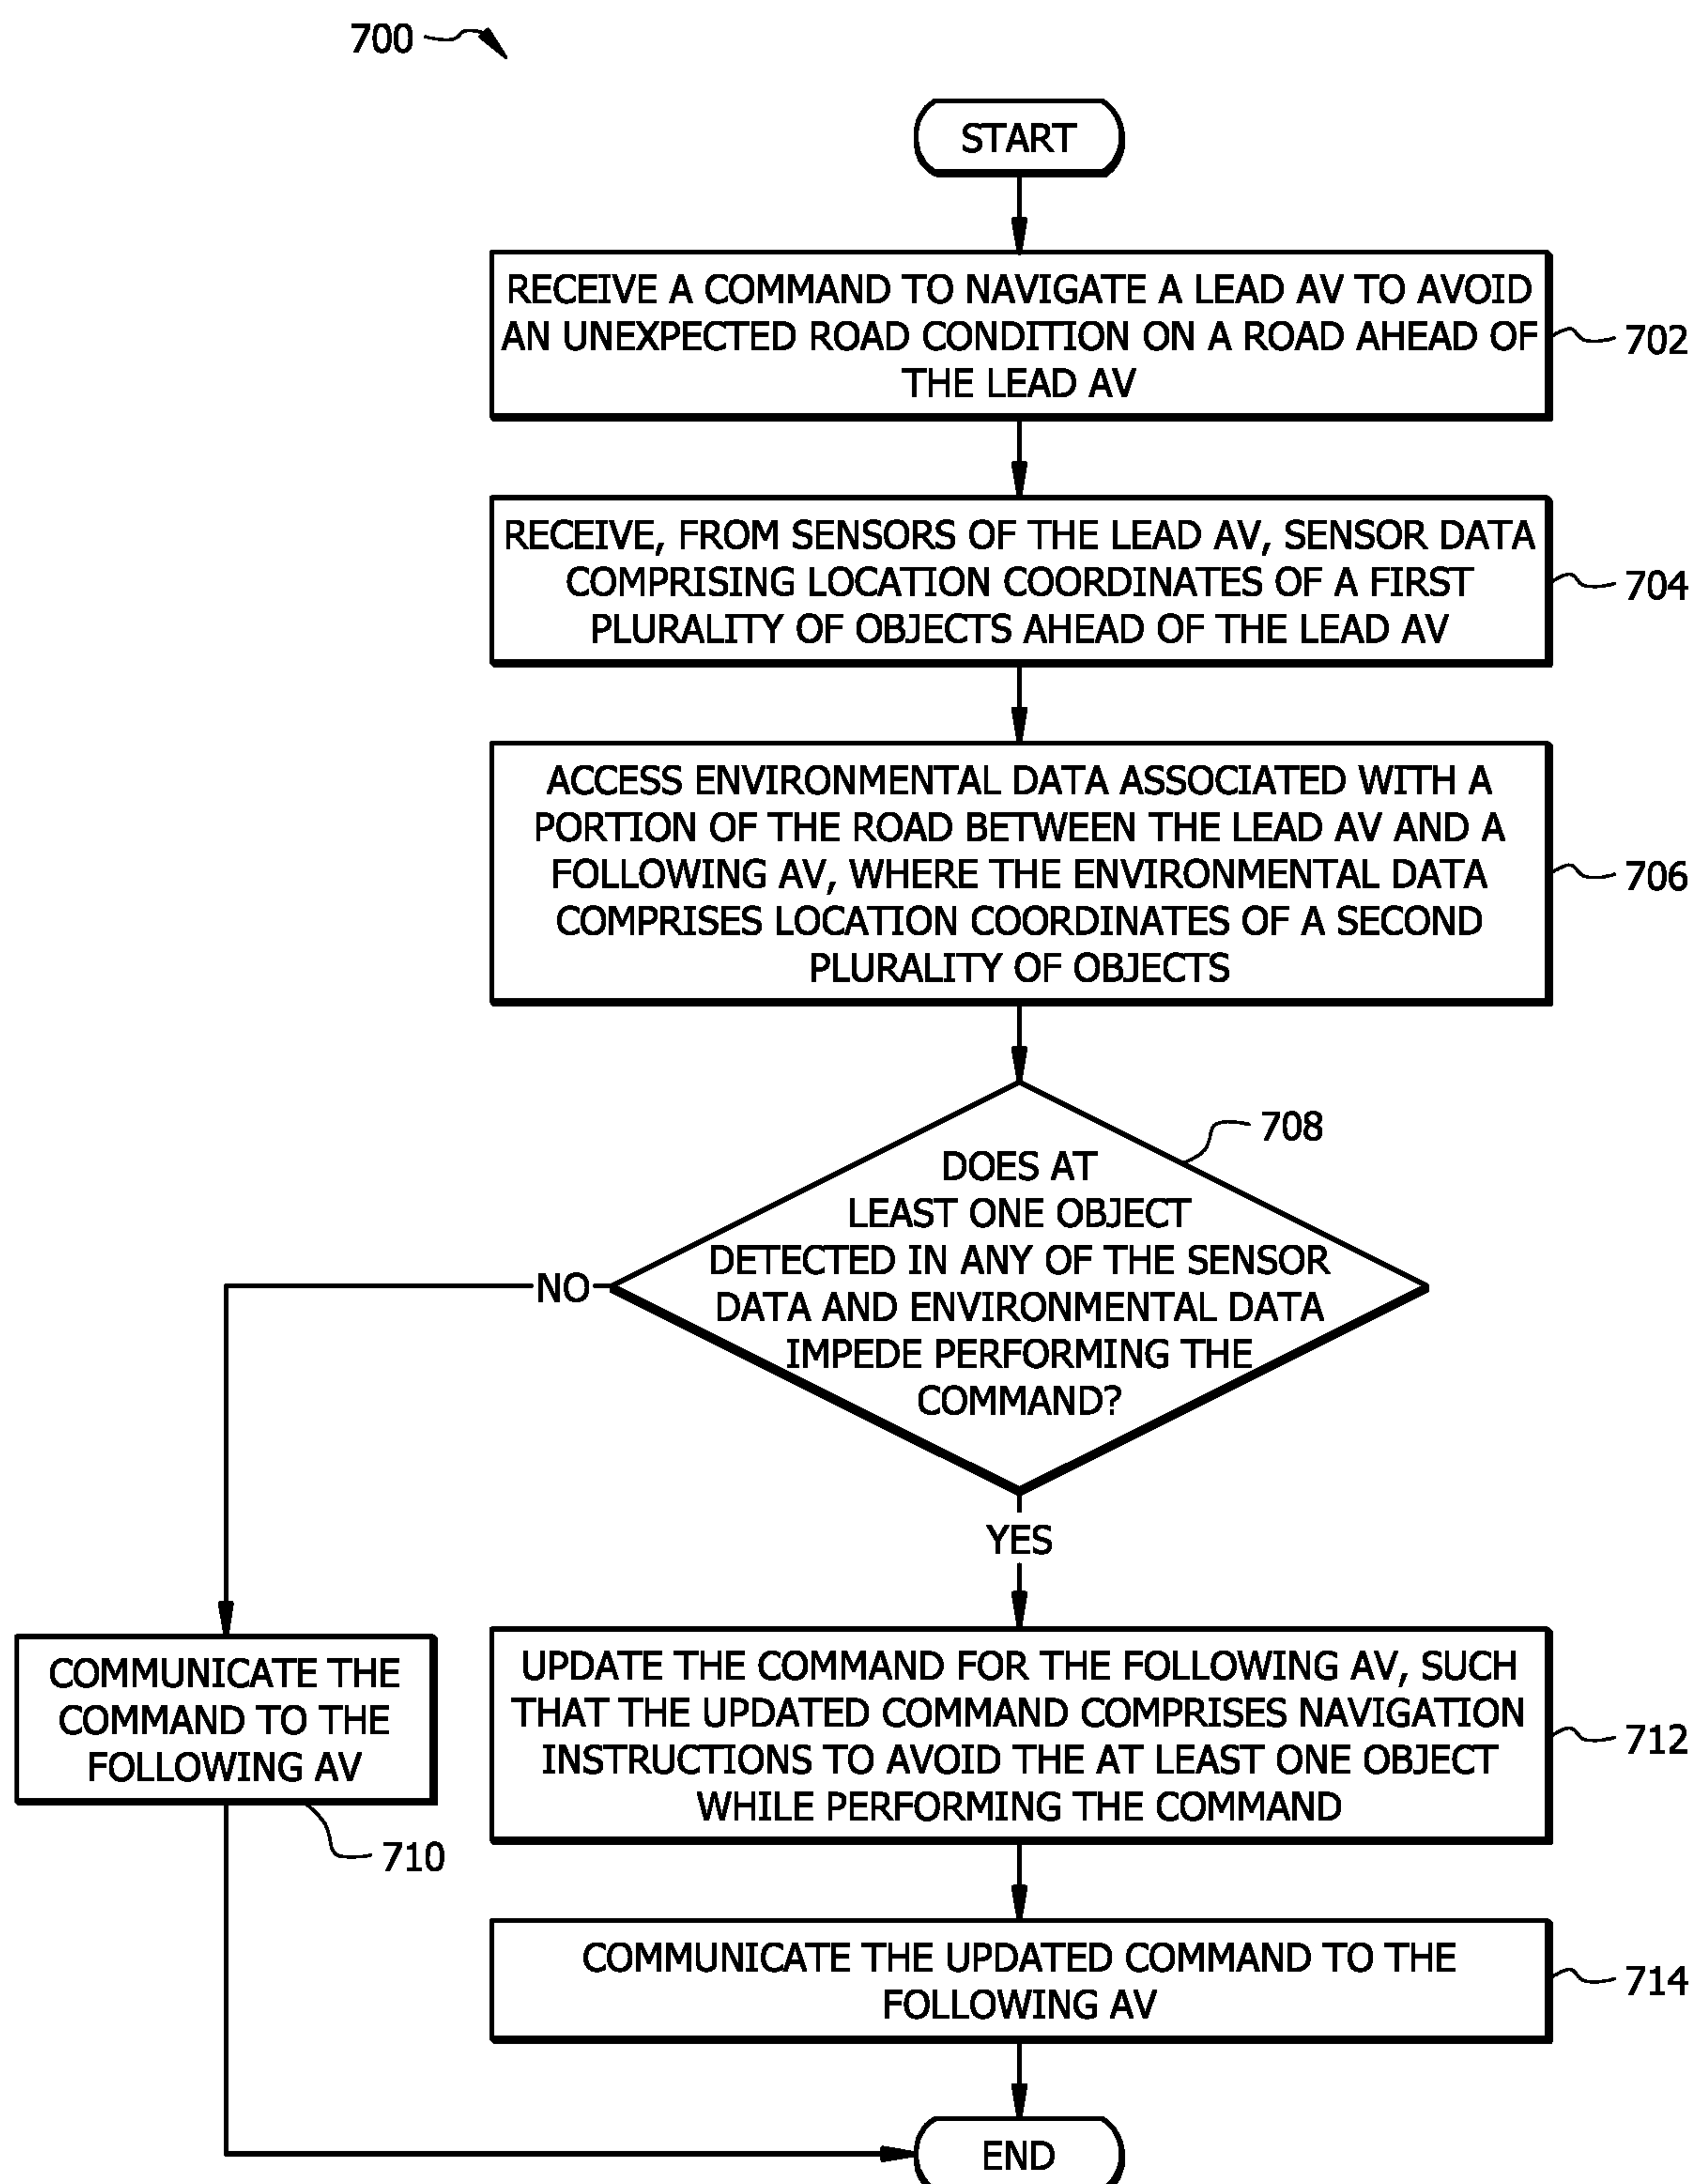 700
START
RECEIVE A COMMAND TO NAVIGATE A LEAD AV TO AVOID
AN UNEXPECTED ROAD CONDITION ON A ROAD AHEAD OF
THE LEAD AV
702
RECEIVE, FROM SENSORS OF THE LEAD AV, SENSOR DATA
COMPRISING LOCATION COORDINATES OF A FIRST
PLURALITY OF OBJECTS AHEAD OF THE LEAD AV
704
ACCESS ENVIRONMENTAL DATA ASSOCIATED WITH A
PORTION OF THE ROAD BETWEEN THE LEAD AV AND A
FOLLOWING AV, WHERE THE ENVIRONMENTAL DATA
COMPRISES LOCATION COORDINATES OF A SECOND
PLURALITY OF OBJECTS
706
708
DOES AT
LEAST ONE OBJECT
DETECTED IN ANY OF THE SENSOR
DATA AND ENVIRONMENTAL DATA
IMPEDE PERFORMING THE
COMMAND?
NO
YES
COMMUNICATE THE
COMMAND TO THE
FOLLOWING AV
710
UPDATE THE COMMAND FOR THE FOLLOWING AV, SUCH
THAT THE UPDATED COMMAND COMPRISES NAVIGATION
INSTRUCTIONS TO AVOID THE AT LEAST ONE OBJECT
WHILE PERFORMING THE COMMAND
712
COMMUNICATE THE UPDATED COMMAND TO THE
FOLLOWING AV
714
END